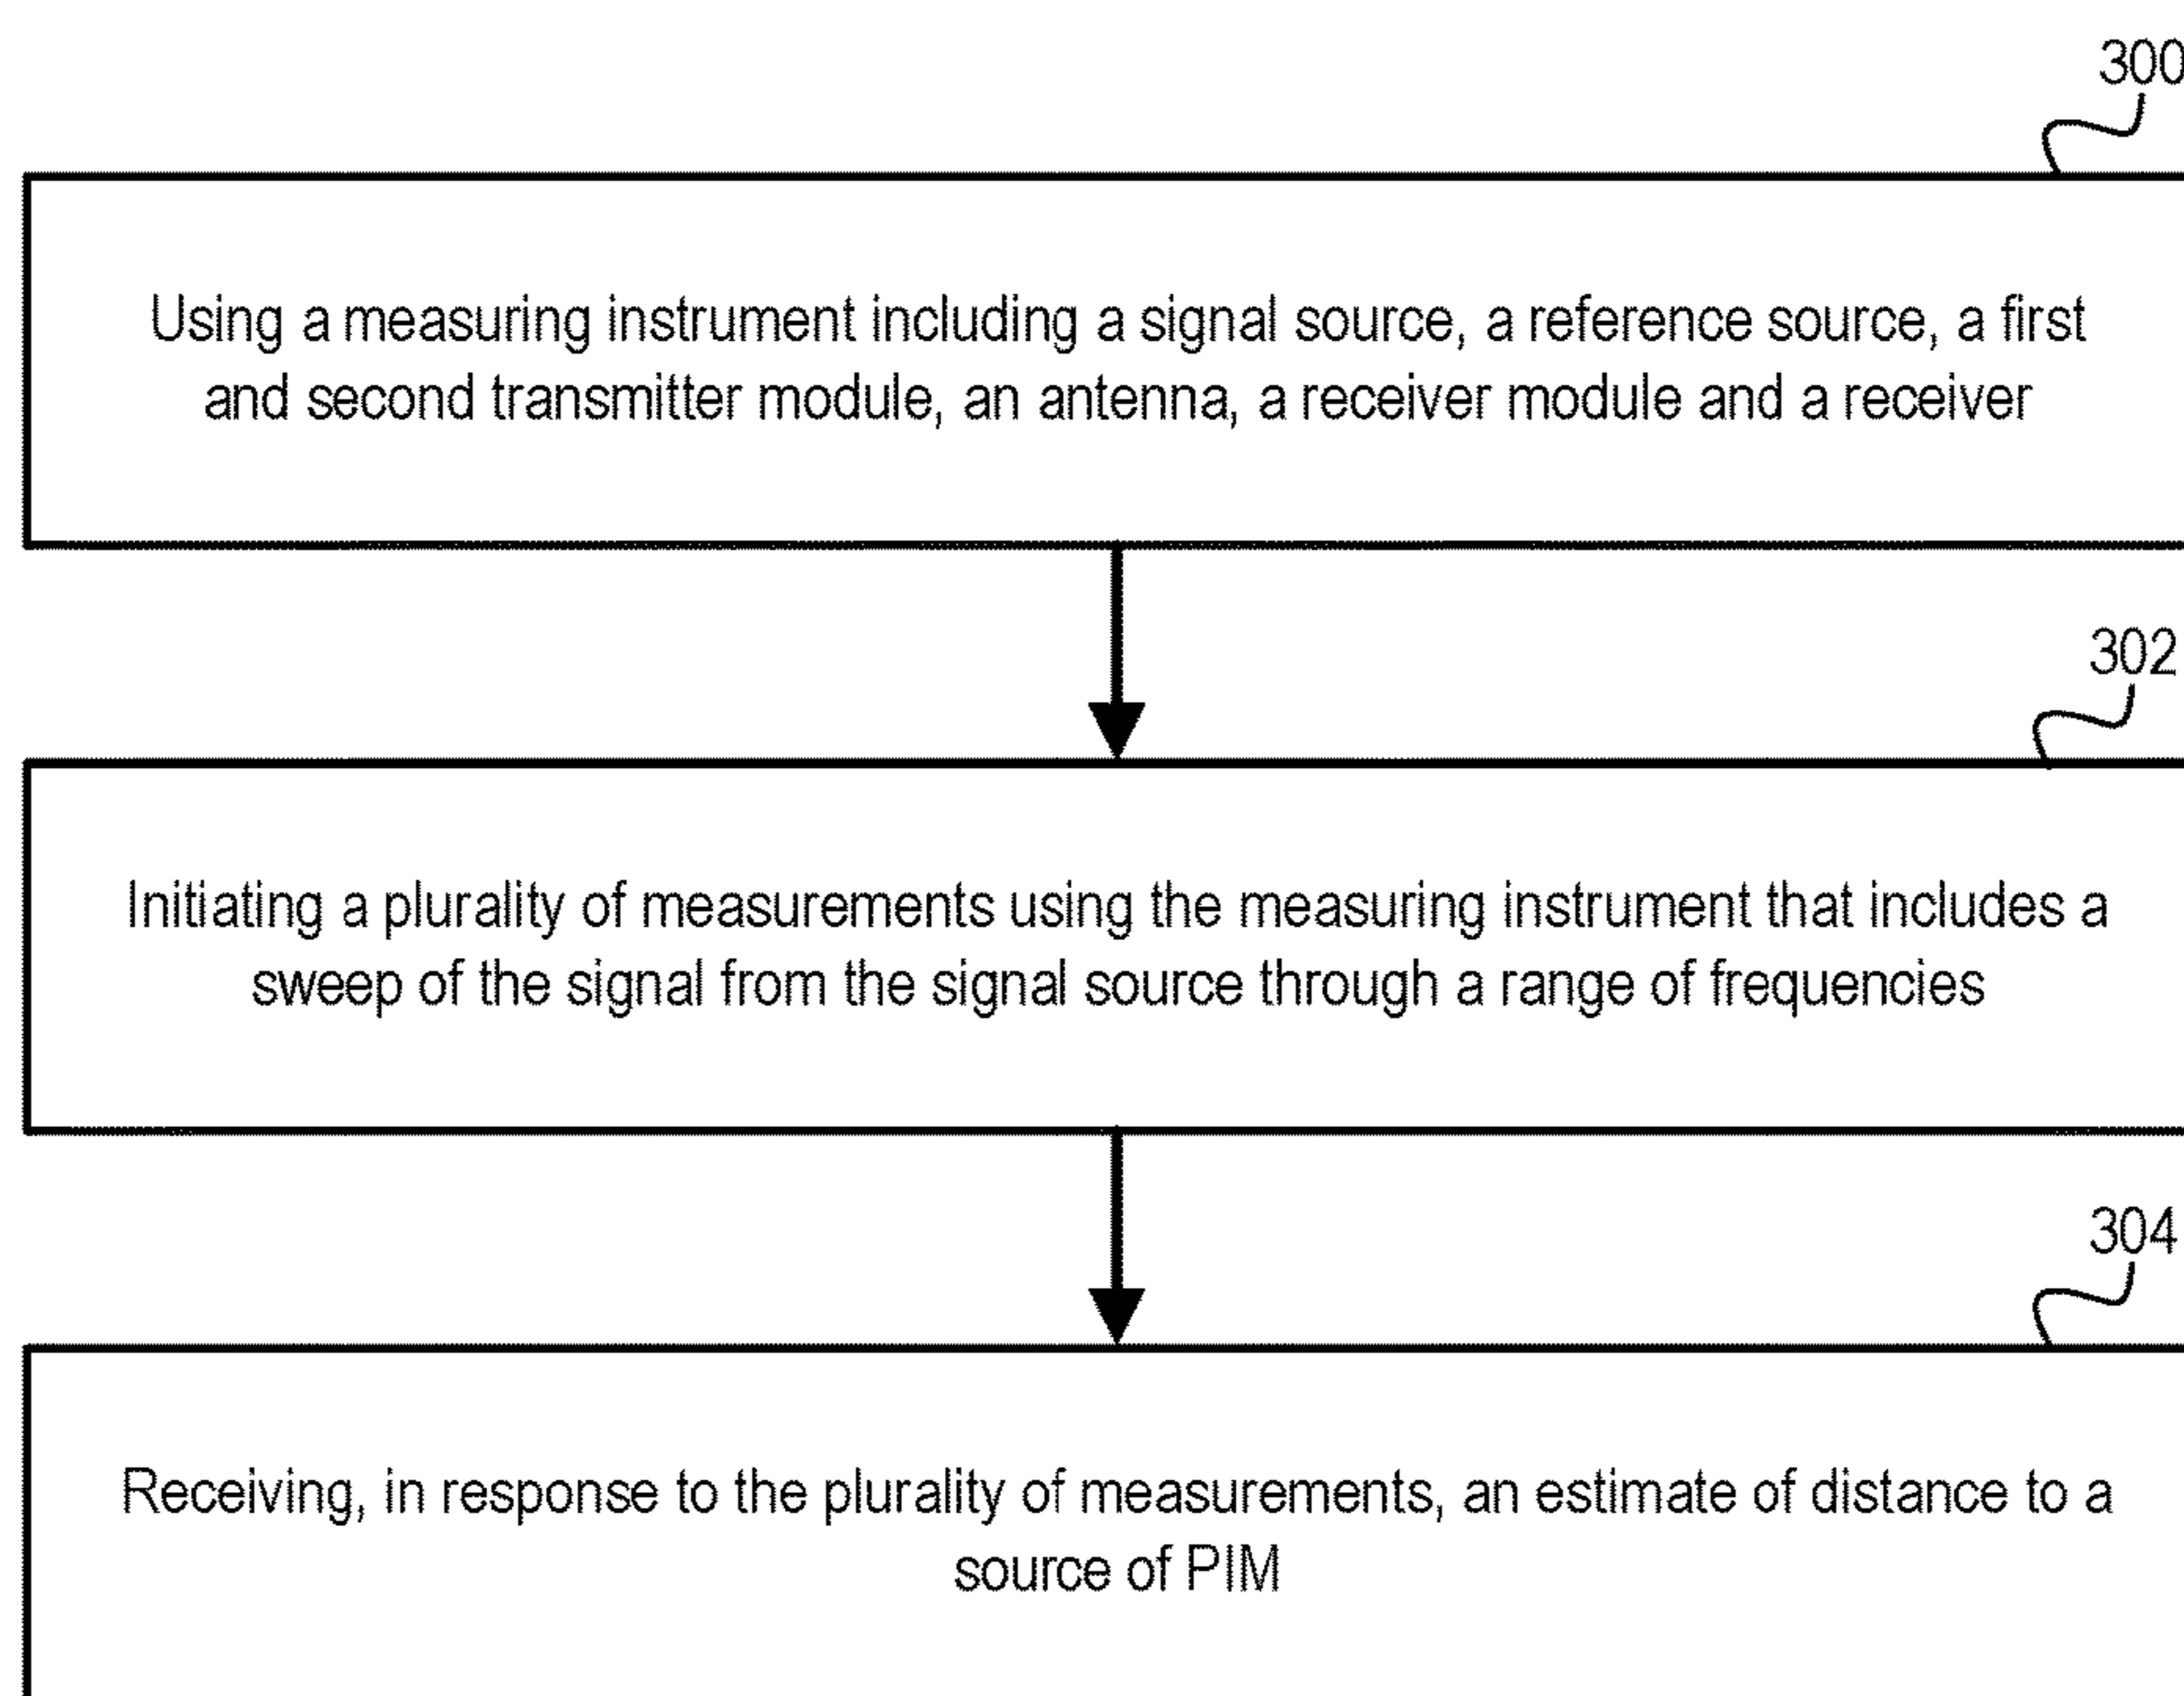 300
Using a measuring instrument including a signal source, a reference source, a first
and second transmitter module, an antenna, a receiver module and a receiver
302
Initiating a plurality of measurements using the measuring instrument that includes a
sweep of the signal from the signal source through a range of frequencies
304
Receiving, in response to the plurality of measurements, an estimate of distance to a
source of PIM